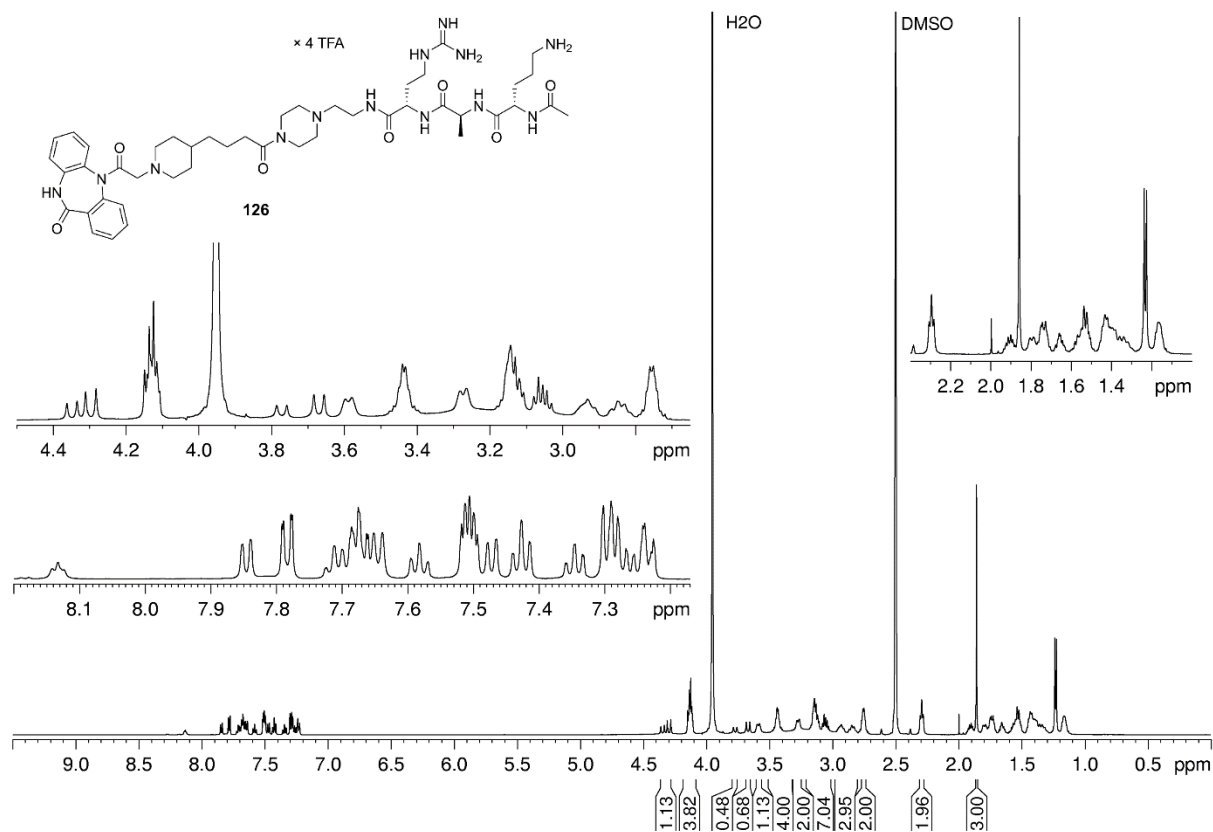 H2O
DMSO
× 4 TFA
NH
HN
NH2
NH2
O
H
N
O
H
N
O
N
N
H
O
N
H
O
N
H
O
N
N
O
N
O
NH
O
126
2.2 2.0 1.8 1.6 1.4 ppm
4.4 4.2 4.0 3.8 3.6 3.4 3.2 3.0 ppm
8.1 8.0 7.9 7.8 7.7 7.6 7.5 7.4 7.3 ppm
9.0 8.5 8.0 7.5 7.0 6.5 6.0 5.5 5.0 4.5 4.0 3.5 3.0 2.5 2.0 1.5 1.0 0.5 ppm
1.13 3.82 0.48 0.68 1.13 4.00 2.00 7.04 2.95 2.00 1.96 3.00